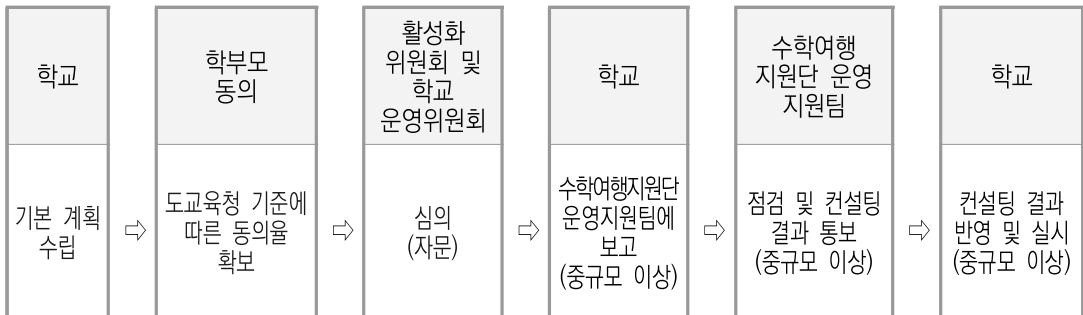 학교
기본 계획
수립
⇨
학부모
동의
도교육청 기준에
따른 동의율
확보
⇨
활성화
위원회 및
학교
운영위원회
심의
(자문)
⇨
학교
수학여행지원단
운영지원팀에
보고
(중규모 이상)
⇨
수학여행
지원단 운영
지원팀
점검 및 컨설팅
결과 통보
(중규모 이상)
⇨
학교
컨설팅 결과
반영 및 실시
(중규모 이상)